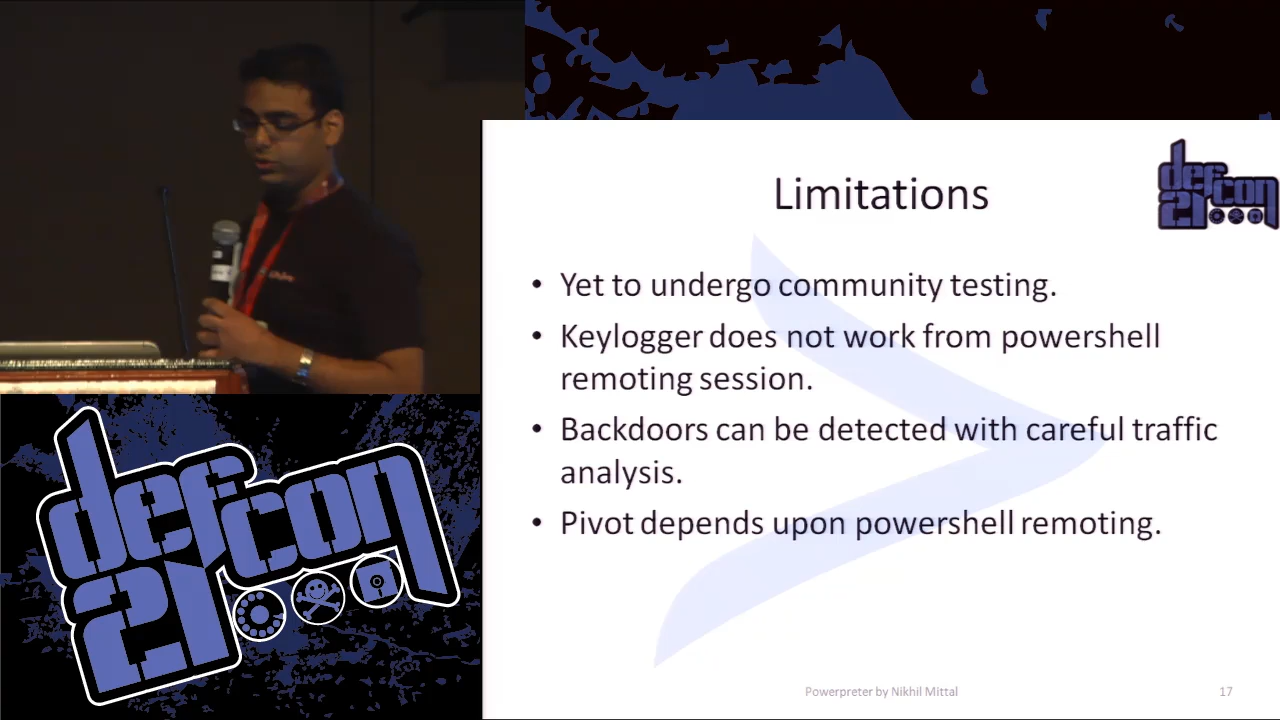 Limitations
defcon
21
• Yet to undergo community testing.
• Keylogger does not work from powershell
remoting session.
• Backdoors can be detected with careful traffic
analysis.
• Pivot depends upon powershell remoting.
defcon
21
Powerpreter by Nikhil Mittal
17